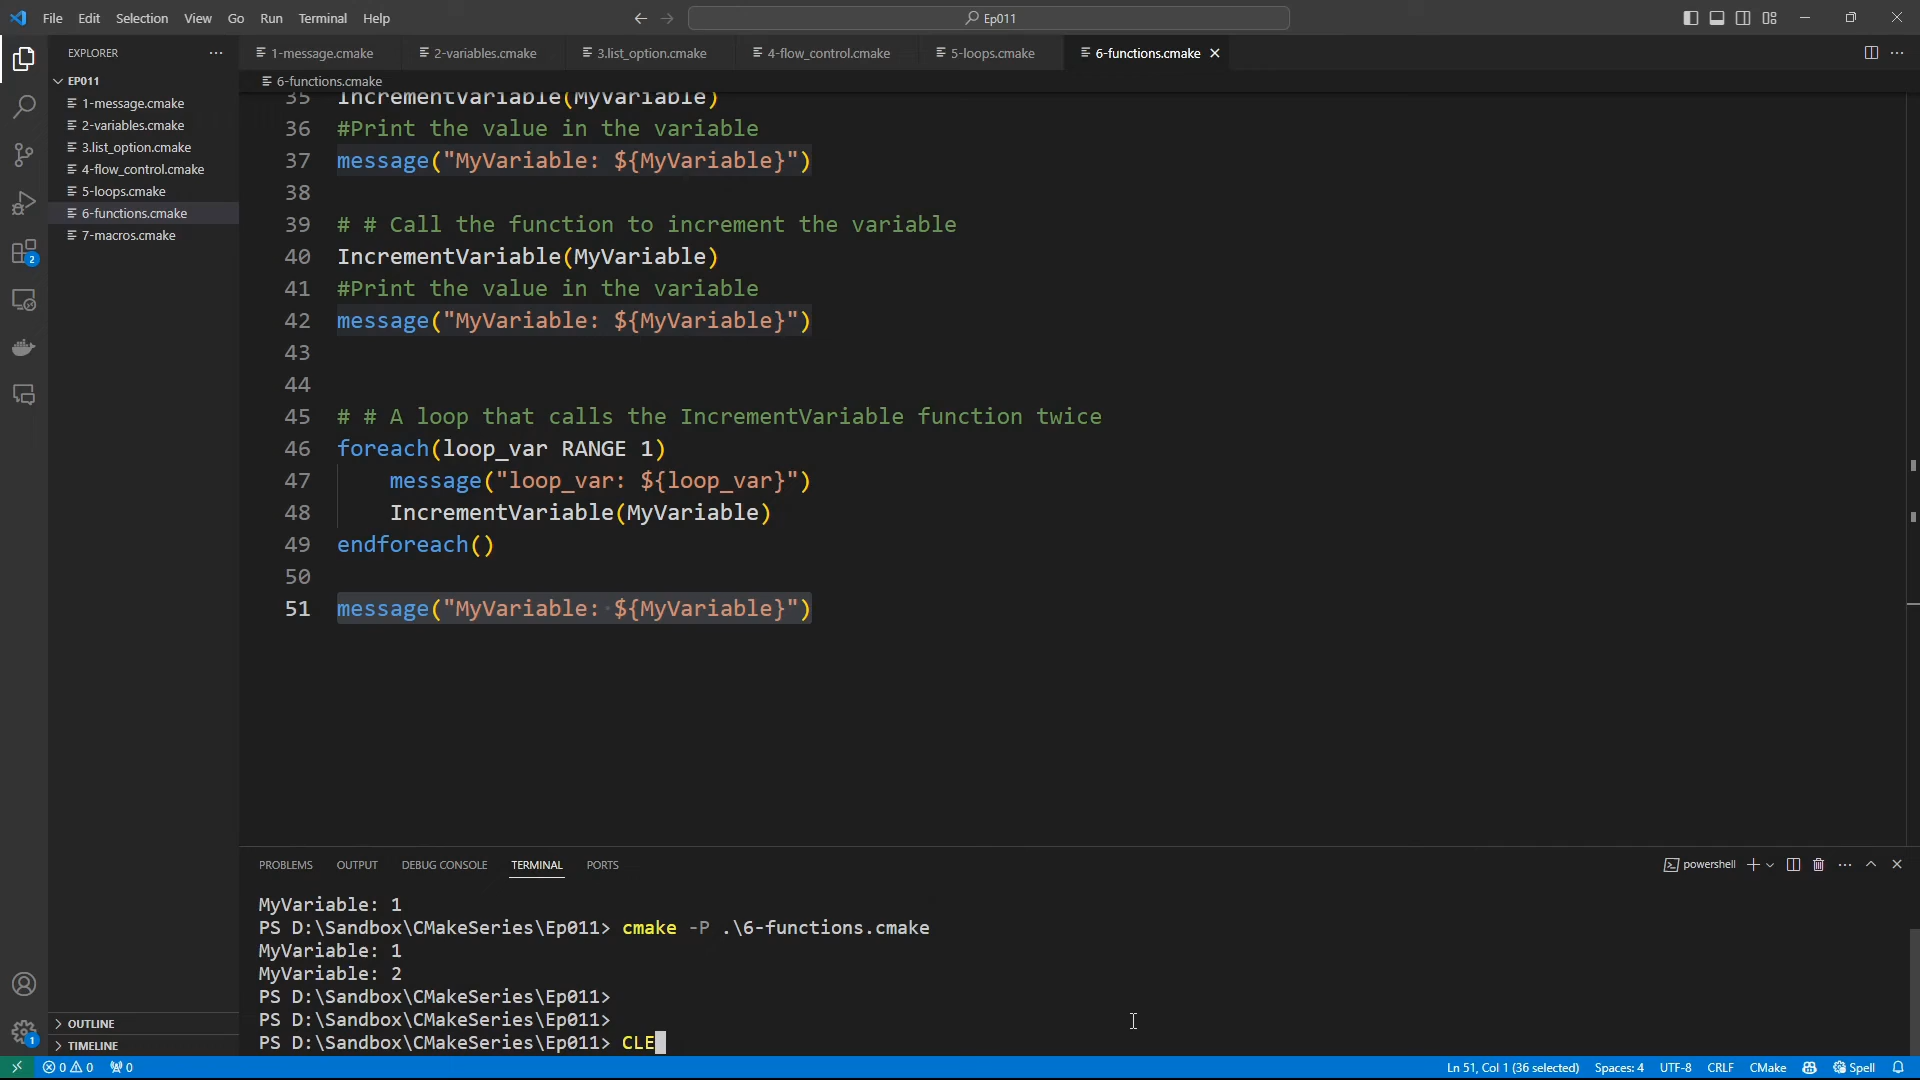 File Edit Selection View Go Run Terminal Help
Ep011
EXPLORER
1-message.cmake 2-variables.cmake 3.list_option.cmake 4-flow_control.cmake 5-loops.cmake 6-functions.cmake
EP011
1-message.cmake
2-variables.cmake
3.list_option.cmake
4-flow_control.cmake
5-loops.cmake
6-functions.cmake
7-macros.cmake
6-functions.cmake
35 IncrementVariable(MyVariable)
36 #Print the value in the variable
37 message("MyVariable: ${MyVariable}")
38
39 # # Call the function to increment the variable
40 IncrementVariable(MyVariable)
41 #Print the value in the variable
42 message("MyVariable: ${MyVariable}")
43
44
45 # # A loop that calls the IncrementVariable function twice
46 foreach(loop_var RANGE 1)
47 message("loop_var: ${loop_var}")
48 IncrementVariable(MyVariable)
49 endforeach()
50
51 message("MyVariable: ${MyVariable}")
PROBLEMS OUTPUT DEBUG CONSOLE TERMINAL PORTS
powershell
MyVariable: 1
PS D:\Sandbox\CMakeSeries\Ep011> cmake -P .\6-functions.cmake
MyVariable: 1
MyVariable: 2
PS D:\Sandbox\CMakeSeries\Ep011>
PS D:\Sandbox\CMakeSeries\Ep011>
PS D:\Sandbox\CMakeSeries\Ep011> CLE
OUTLINE
TIMELINE
2
1
0 0 0
Ln 51, Col 1 (36 selected) Spaces: 4 UTF-8 CRLF CMake Spell